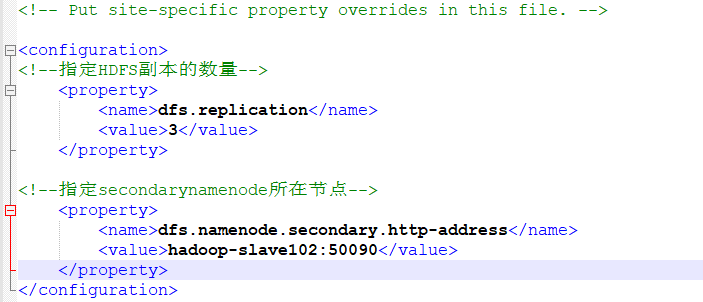 <!-- Put site-specific property overrides in this file. -->
<configuration>
<!--指定HDFS副本的数量-->
<property>
<name>dfs.replication</name>
<value>3</value>
</property>
<!--指定secondarynamenode所在节点-->
<property>
<name>dfs.namenode.secondary.http-address</name>
<value>hadoop-slave102:50090</value>
</property>
</configuration>